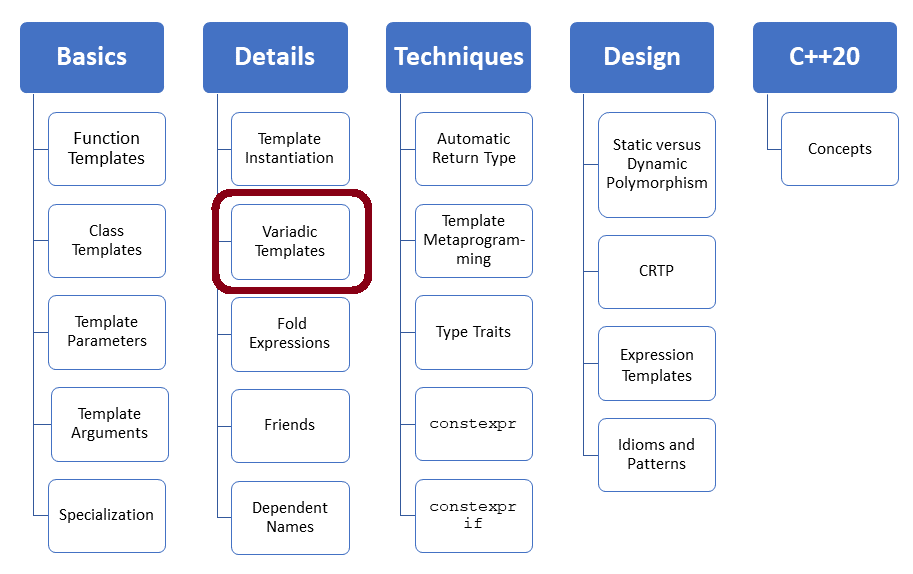 Basics
Function
Templates
Class
Templates
Template
Parameters
Template
Arguments
Specialization
Details
Template
Instantiation
Variadic
Templates
Fold
Expressions
Friends
Dependent
Names
Techniques
Automatic
Return Type
Template
Metaprogram-
ming
Type Traits
constexpr
constexpr
if
Design
Static versus
Dynamic
Polymorphism
CRTP
Expression
Templates
Idioms and
Patterns
C++20
Concepts